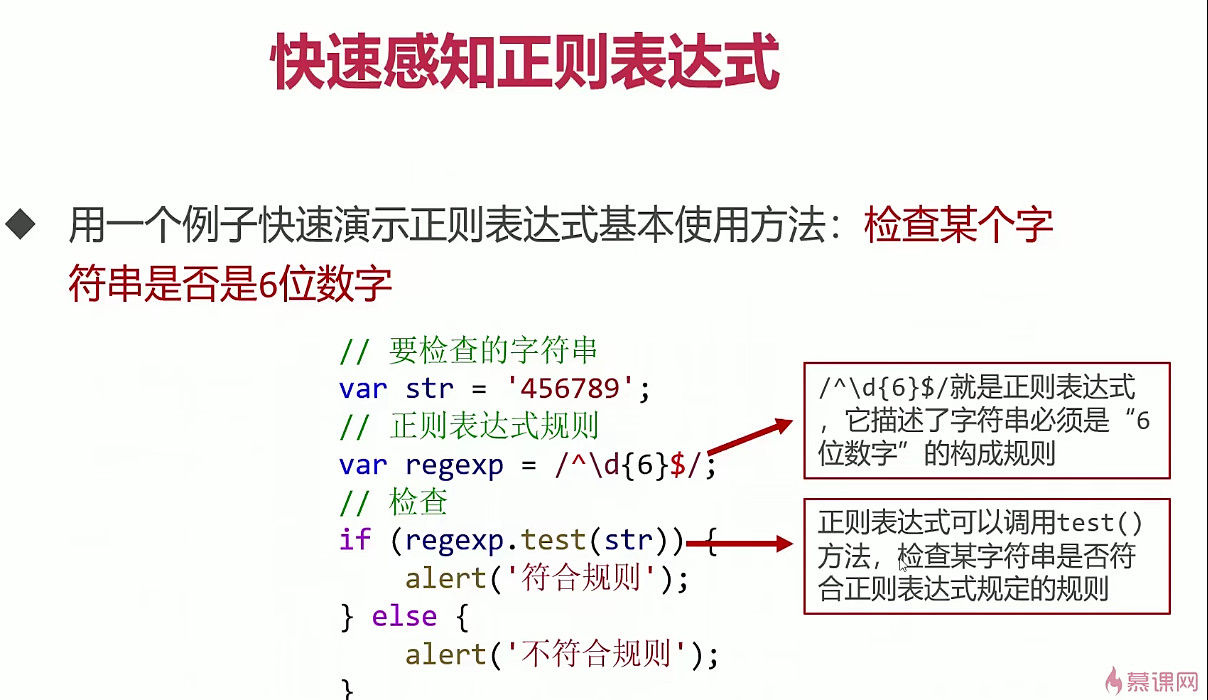 快速感知正则表达式
◆ 用一个例子快速演示正则表达式基本使用方法：检查某个字
符串是否是6位数字
// 要检查的字符串
var str = '456789';
// 正则表达式规则
var regexp = /^\d{6}$/;
// 检查
if (regexp.test(str)) {
    alert('符合规则');
} else {
    alert('不符合规则');
}
/^\d{6}$/就是正则表达式
，它描述了字符串必须是“6
位数字”的构成规则
正则表达式可以调用test()
方法，检查某字符串是否符
合正则表达式规定的规则
慕课网